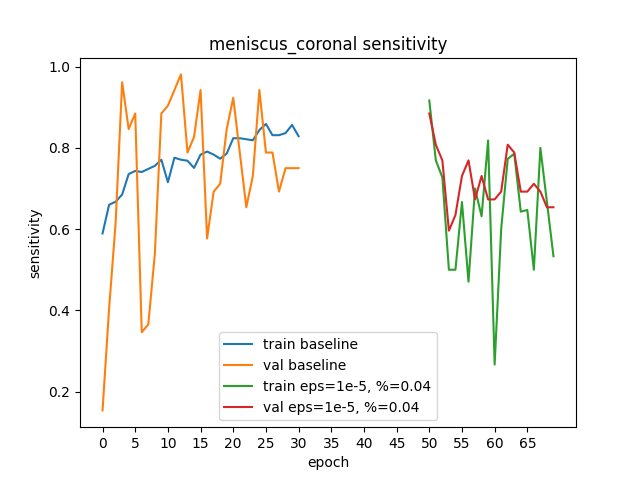 meniscus_coronal sensitivity
sensitivity
1.0
0.8
0.6
0.4
0.2
train baseline
val baseline
train eps=1e-5, %=0.04
val eps=1e-5, %=0.04
0 5 10 15 20 25 30 35 40 45 50 55 60 65
epoch